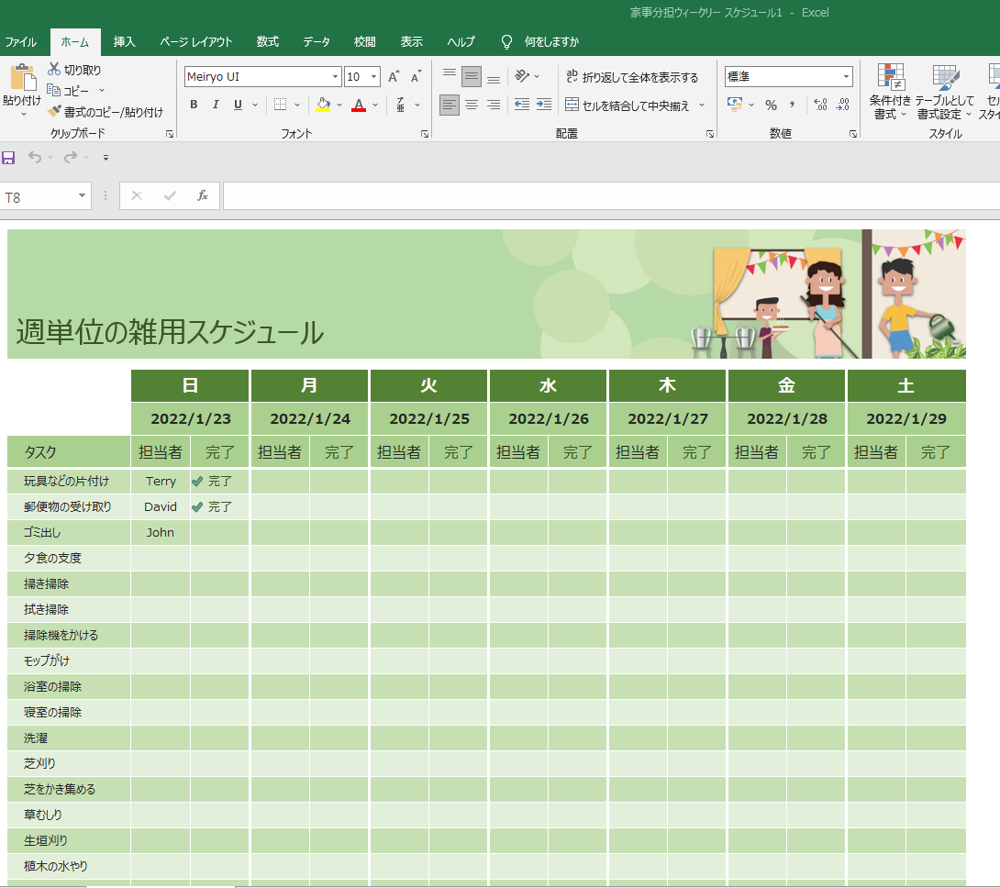 家事分担ウィークリー スケジュール1 - Excel
ファイル ホーム 挿入 ページ レイアウト 数式 データ 校閲 表示 ヘルプ 何をしますか
切り取り
コピー
書式のコピー/貼り付け
貼り付け
クリップボード
Meiryo UI 10
B I U
フォント
折り返して全体を表示する
セルを結合して中央揃え
配置
標準
% ,
数値
条件付き書式
テーブルとして書式設定
スタイル
T8
fx
週単位の雑用スケジュール
日 月 火 水 木 金 土
2022/1/23 2022/1/24 2022/1/25 2022/1/26 2022/1/27 2022/1/28 2022/1/29
タスク 担当者 完了 担当者 完了 担当者 完了 担当者 完了 担当者 完了 担当者 完了 担当者 完了
玩具などの片付け Terry 完了
郵便物の受け取り David 完了
ゴミ出し John
夕食の支度
掃き掃除
拭き掃除
掃除機をかける
モップがけ
浴室の掃除
寝室の掃除
洗濯
芝刈り
芝をかき集める
草むしり
生垣刈り
植木の水やり